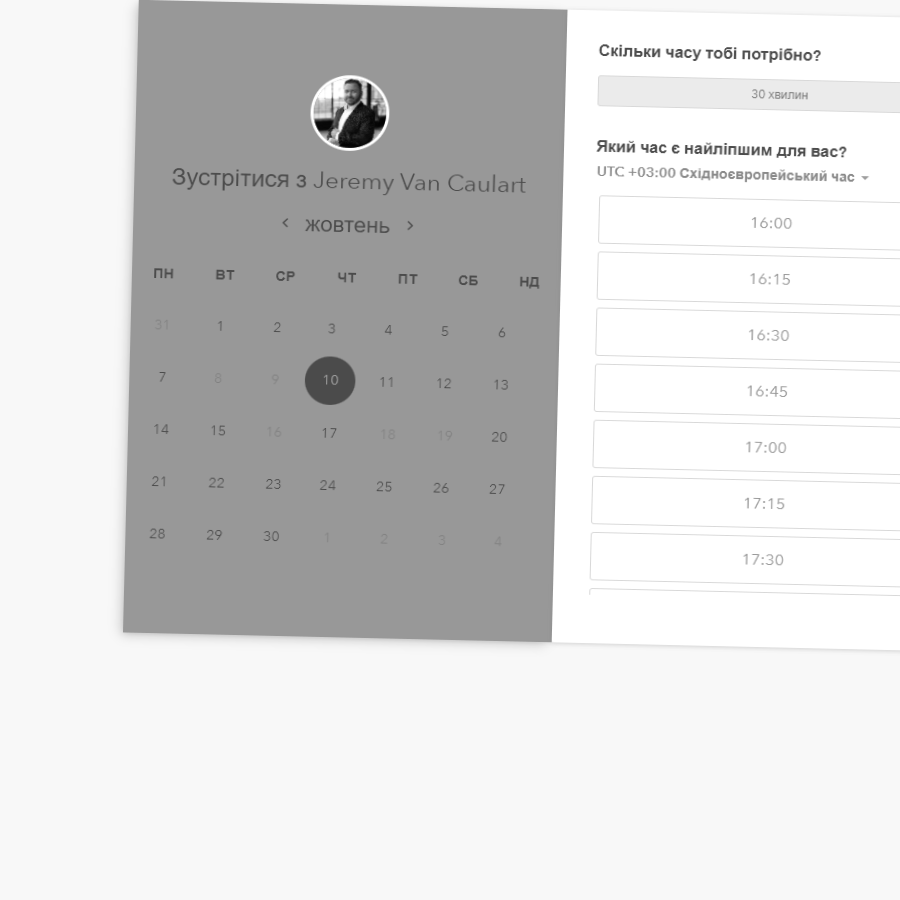 Зустрітися з Jeremy Van Caulart
жовтень
ПН ВТ СР ЧТ ПТ СБ НД
31 1 2 3 4 5 6
7 8 9 10 11 12 13
14 15 16 17 18 19 20
21 22 23 24 25 26 27
28 29 30 1 2 3 4
Скільки часу тобі потрібно?
30 хвилин
Який час є найліпшим для вас?
UTC +03:00 Східноєвропейський час
16:00
16:15
16:30
16:45
17:00
17:15
17:30